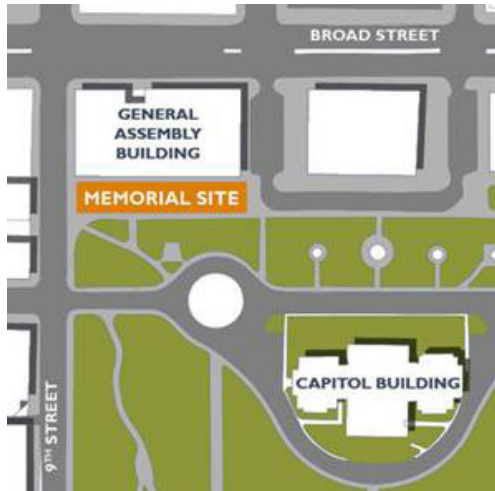 BROAD STREET
GENERAL
ASSEMBLY
BUILDING
MEMORIAL SITE
CAPITOL BUILDING
9TH STREET